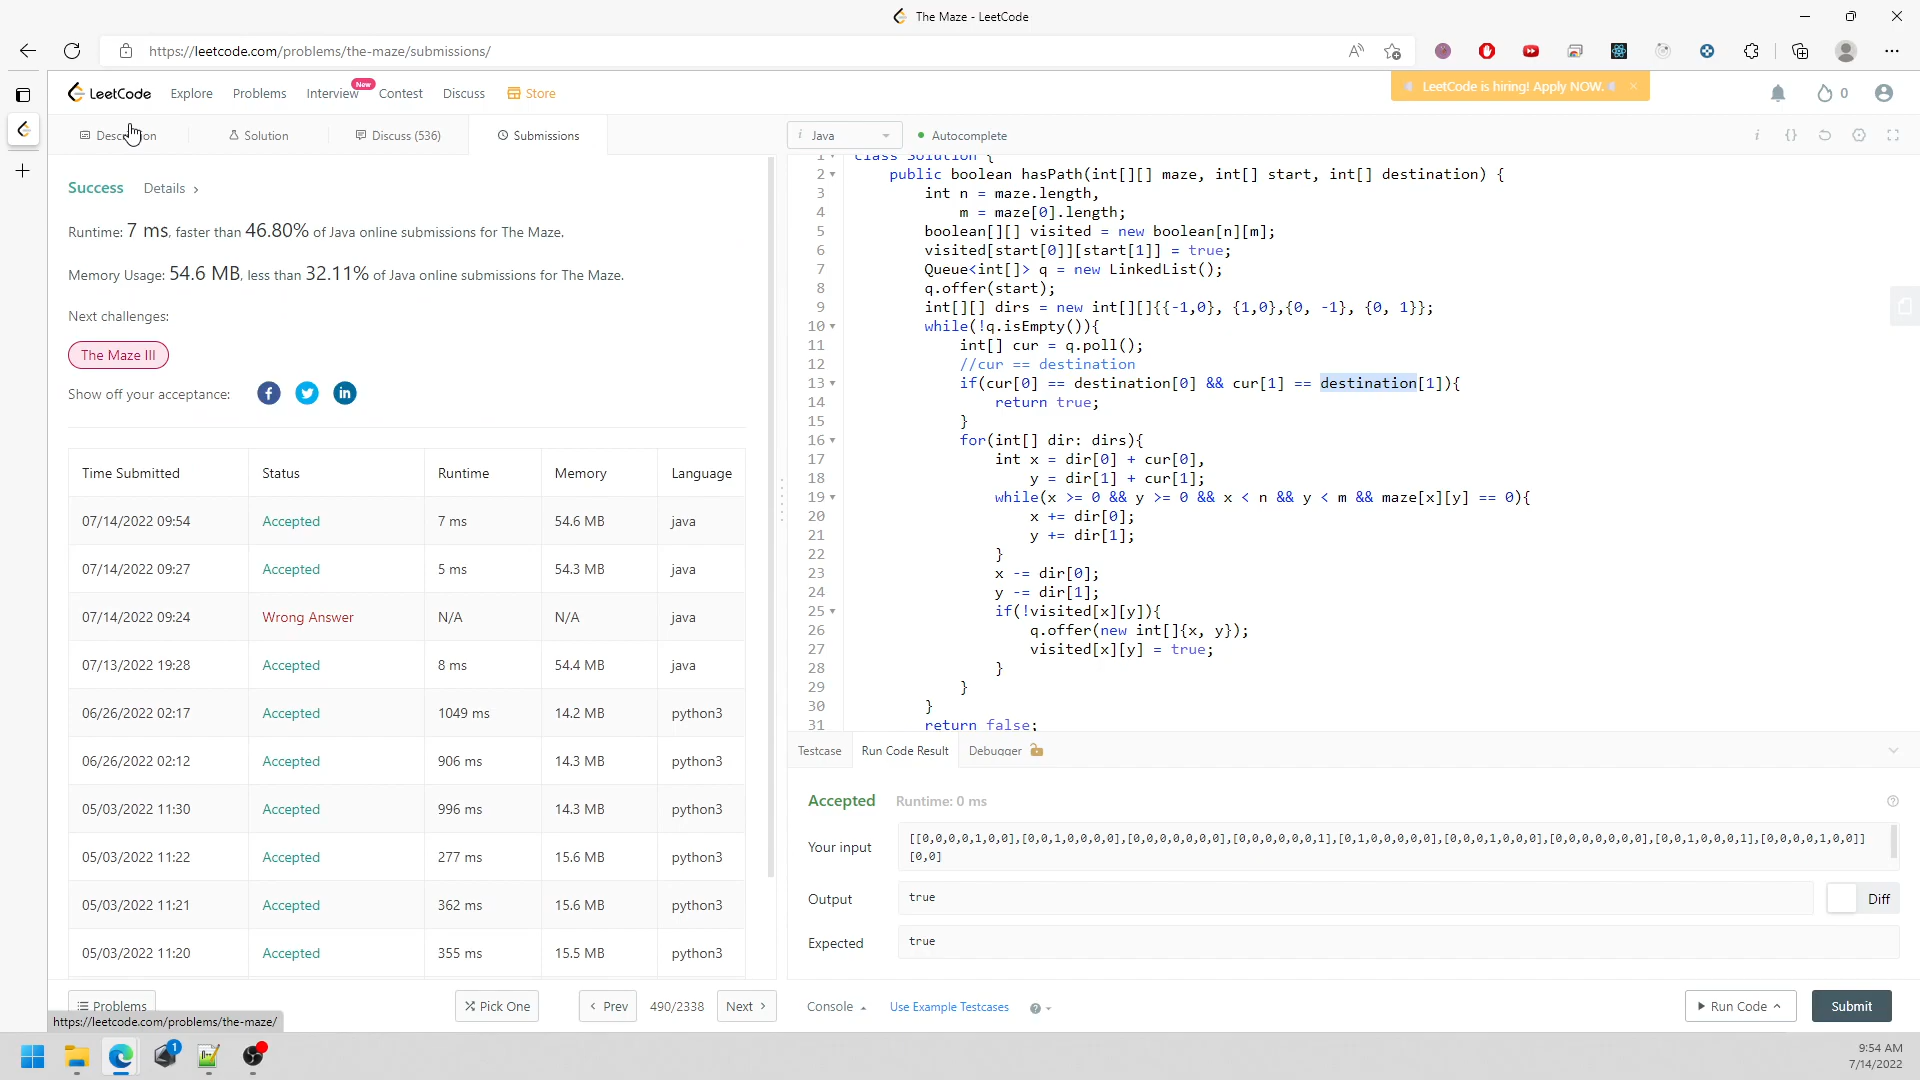 The Maze - LeetCode
https://leetcode.com/problems/the-maze/submissions/
LeetCode Explore Problems Interview New Contest Discuss Store
LeetCode is hiring! Apply NOW. ×
0
Description Solution Discuss (536) Submissions
Success Details >
Runtime: 7 ms, faster than 46.80% of Java online submissions for The Maze.
Memory Usage: 54.6 MB, less than 32.11% of Java online submissions for The Maze.
Next challenges:
The Maze III
Show off your acceptance:
Time Submitted Status Runtime Memory Language
07/14/2022 09:54 Accepted 7 ms 54.6 MB java
07/14/2022 09:27 Accepted 5 ms 54.3 MB java
07/14/2022 09:24 Wrong Answer N/A N/A java
07/13/2022 19:28 Accepted 8 ms 54.4 MB java
06/26/2022 02:17 Accepted 1049 ms 14.2 MB python3
06/26/2022 02:12 Accepted 906 ms 14.3 MB python3
05/03/2022 11:30 Accepted 996 ms 14.3 MB python3
05/03/2022 11:22 Accepted 277 ms 15.6 MB python3
05/03/2022 11:21 Accepted 362 ms 15.6 MB python3
05/03/2022 11:20 Accepted 355 ms 15.5 MB python3
Problems Pick One < Prev 490/2338 Next >
https://leetcode.com/problems/the-maze/
i Java Autocomplete
i {}
1 class Solution {
2 public boolean hasPath(int[][] maze, int[] start, int[] destination) {
3 int n = maze.length,
4 m = maze[0].length;
5 boolean[][] visited = new boolean[n][m];
6 visited[start[0]][start[1]] = true;
7 Queue<int[]> q = new LinkedList();
8 q.offer(start);
9 int[][] dirs = new int[][]{{-1,0}, {1,0},{0, -1}, {0, 1}};
10 while(!q.isEmpty()){
11 int[] cur = q.poll();
12 //cur == destination
13 if(cur[0] == destination[0] && cur[1] == destination[1]){
14 return true;
15 }
16 for(int[] dir: dirs){
17 int x = dir[0] + cur[0],
18 y = dir[1] + cur[1];
19 while(x >= 0 && y >= 0 && x < n && y < m && maze[x][y] == 0){
20 x += dir[0];
21 y += dir[1];
22 }
23 x -= dir[0];
24 y -= dir[1];
25 if(!visited[x][y]){
26 q.offer(new int[]{x, y});
27 visited[x][y] = true;
28 }
29 }
30 }
31 return false;
Testcase Run Code Result Debugger
Accepted Runtime: 0 ms
Your input
[[0,0,0,0,1,0,0],[0,0,1,0,0,0,0],[0,0,0,0,0,0,0],[0,0,0,0,0,0,1],[0,1,0,0,0,0,0],[0,0,0,1,0,0,0],[0,0,0,0,0,0,0],[0,0,1,0,0,0,1],[0,0,0,0,1,0,0]]
[0,0]
Output true Diff
Expected true
Console Use Example Testcases Run Code Submit
1
9:54 AM
7/14/2022